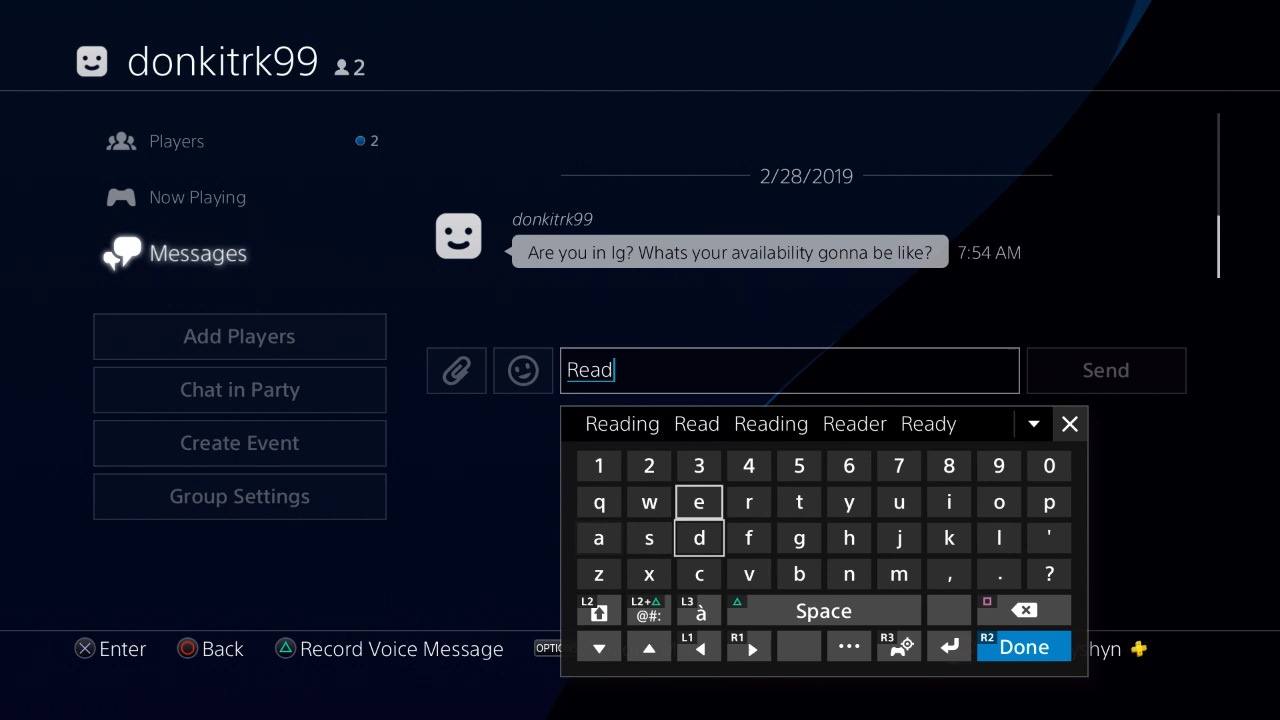 donkitrk99 2
Players 2
Now Playing
Messages
Add Players
Chat in Party
Create Event
Group Settings
2/28/2019
donkitrk99
Are you in lg? Whats your availability gonna be like? 7:54 AM
Read
Send
Reading Read Reading Reader Ready
1 2 3 4 5 6 7 8 9 0
q w e r t y u i o p
a s d f g h j k l '
z x c v b n m , . ?
L2 L2+△ @#: L3 à △ Space □
L1 R1 ... R3 R2 Done
Enter Back Record Voice Message